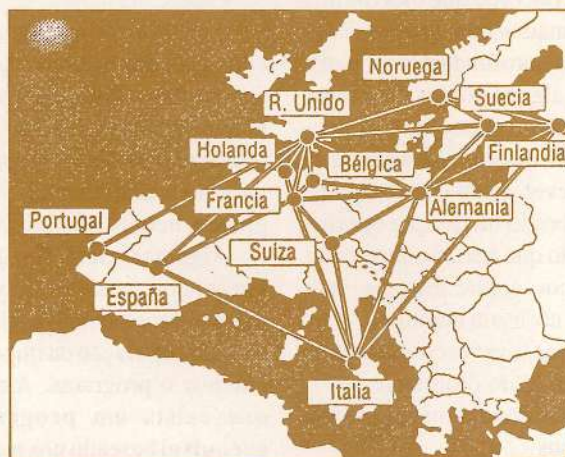 Noruega
R. Unido
Suecia
Holanda
Bélgica
Finlandia
Portugal
Francia
Alemania
Suiza
España
Italia